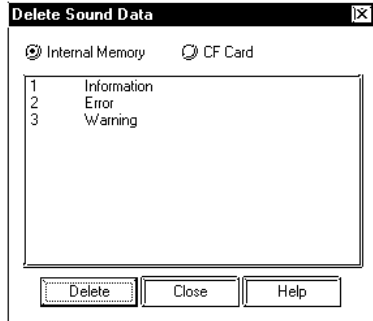 Delete Sound Data
Internal Memory CF Card
1 Information
2 Error
3 Warning
Delete Close Help